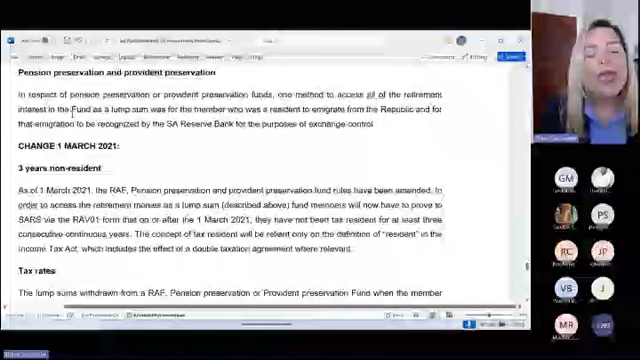 Pension preservation and provident preservation
In respect of pension preservation or provident preservation funds, one method to access all of the retirement
interest in the Fund as a lump sum was for the member who was a resident to emigrate from the Republic and for
that emigration to be recognized by the SA Reserve Bank for the purposes of exchange control
CHANGE 1 MARCH 2021:
3 years non-resident
As of 1 March 2021, the RAF, Pension preservation and provident preservation fund rules have been amended. In
order to access the retirement monies as a lump sum (described above) fund members will now have to prove to
SARS via the RAV01 form that on or after the 1 March 2021, they have not been tax resident for at least three
consecutive continuous years. The concept of tax resident will be reliant only on the definition of "resident" in the
Income Tax Act, which includes the effect of a double taxation agreement where relevant.
Tax rates
The lump sums withdrawn from a RAF, Pension preservation or Provident preservation Fund when the member
GM
PS
RC
JP
VB
J
MR